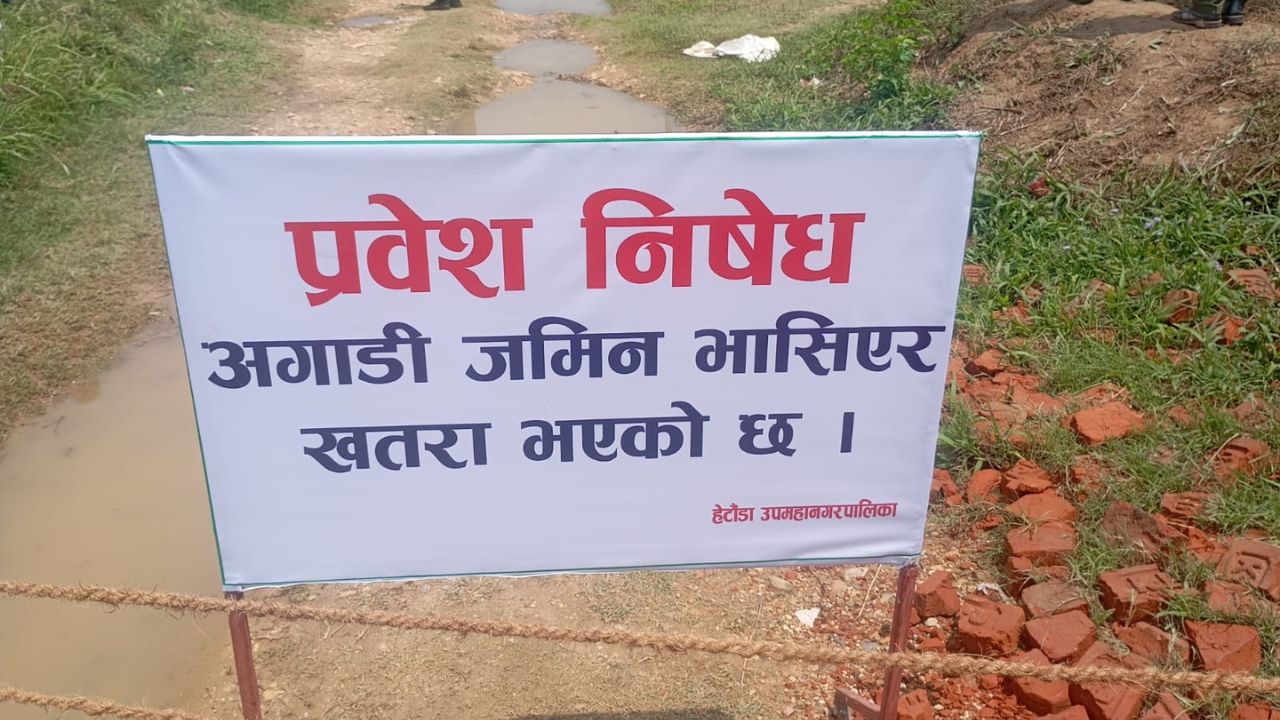 प्रवेश निषेध
अगाडी जमिन भासिएर
खतरा भएको छ ।
हेटौंडा उपमहानगरपालिका